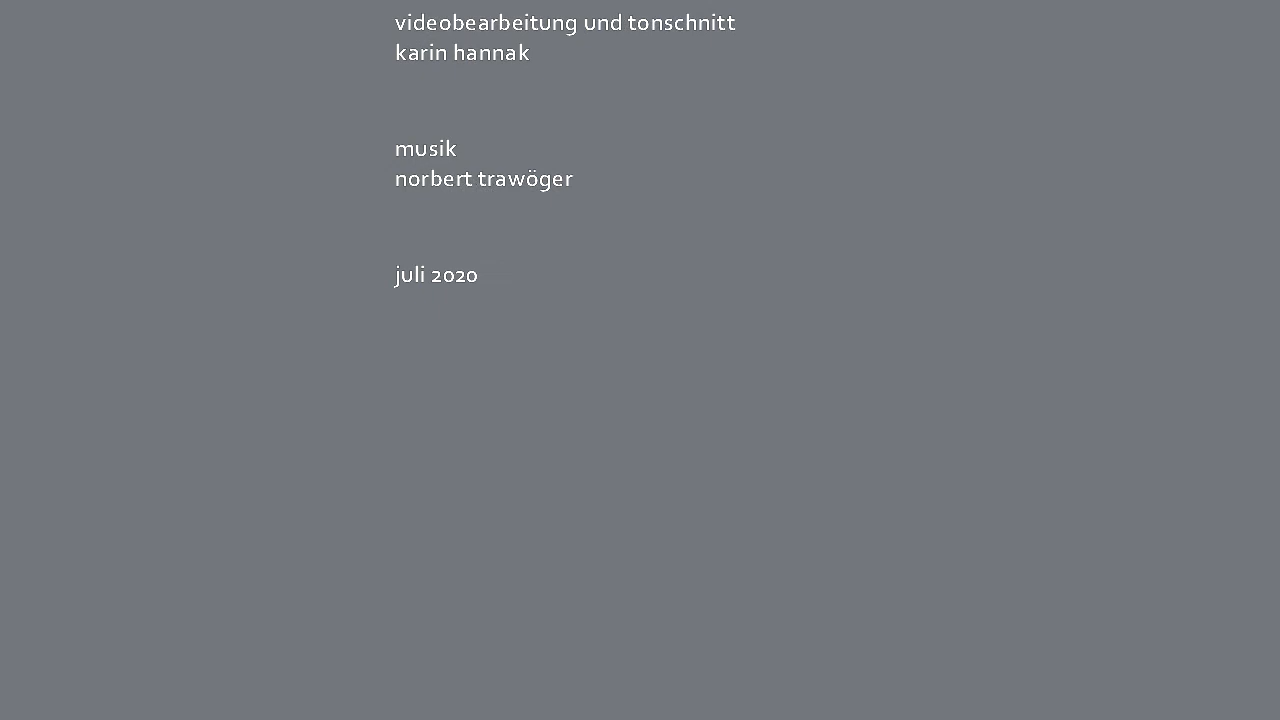 videobearbeitung und tonschnitt
karin hannak
musik
norbert trawöger
juli 2020